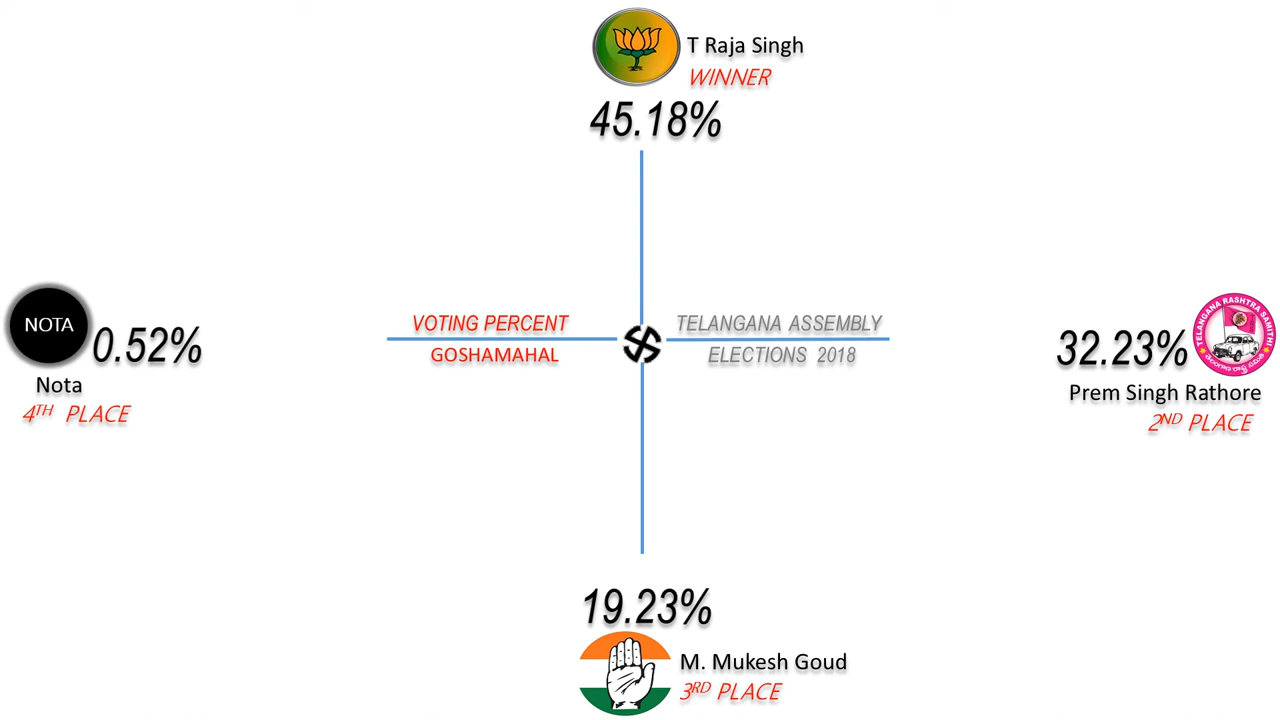 T Raja Singh
WINNER
45.18%
VOTING PERCENT
GOSHAMAHAL
TELANGANA ASSEMBLY
ELECTIONS 2018
NOTA
0.52%
Nota
4TH PLACE
32.23%
TELANGANA RASHTRA SAMITHI
Prem Singh Rathore
2ND PLACE
19.23%
M. Mukesh Goud
3RD PLACE